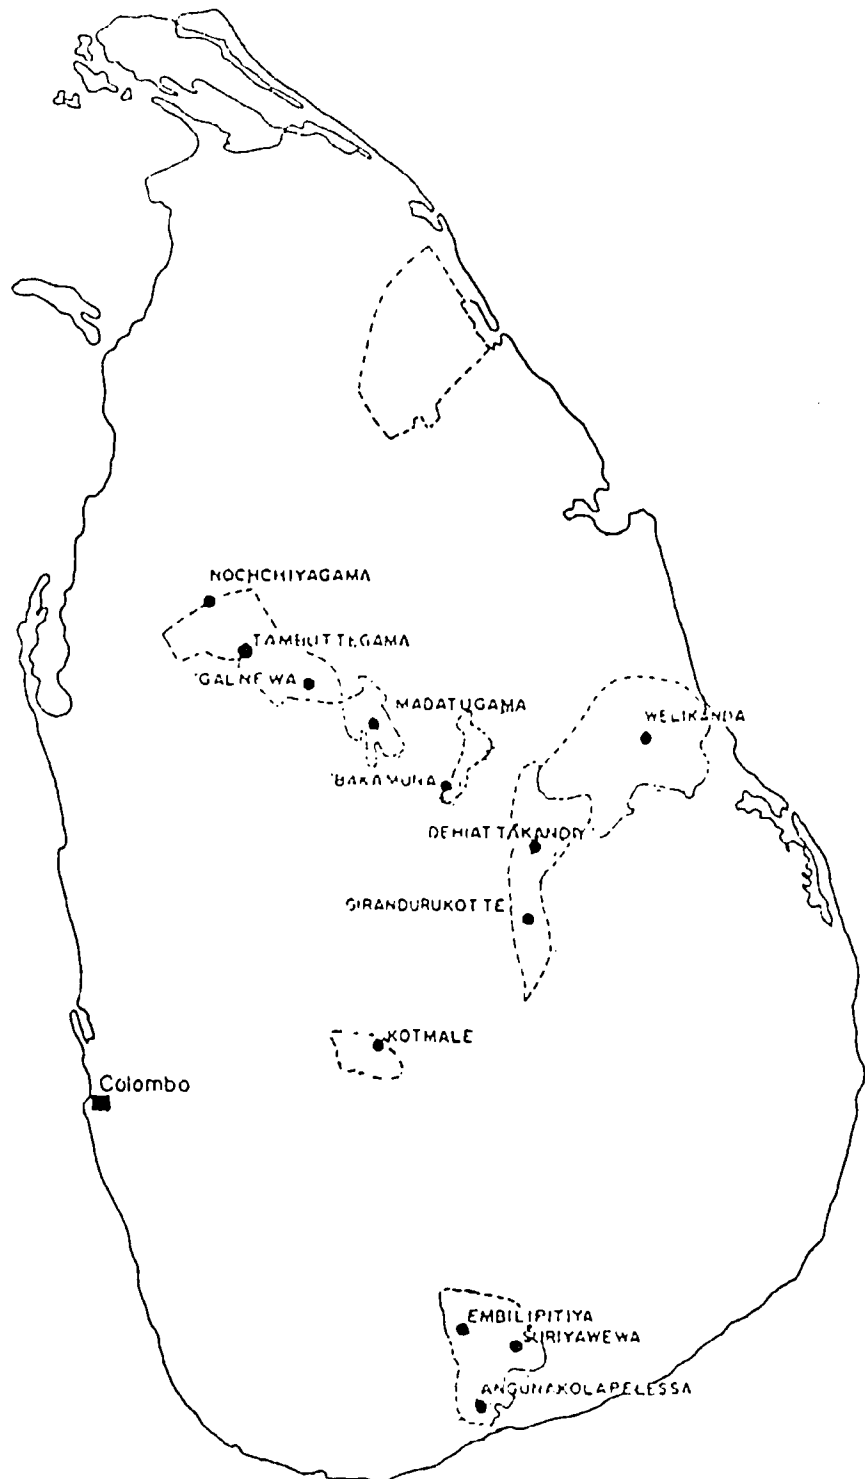 NOCHCHIYAGAMA
TAMBUTTEGAMA
GALNEWA
MADATUGAMA
WELIKANDA
BAKAMUNA
DEHIATTAKANDIY
GIRANDURUKOTTE
KOTMALE
Colombo
EMBILIPITIYA
SURIYAWEWA
ANGUNAKOLAPELESSA